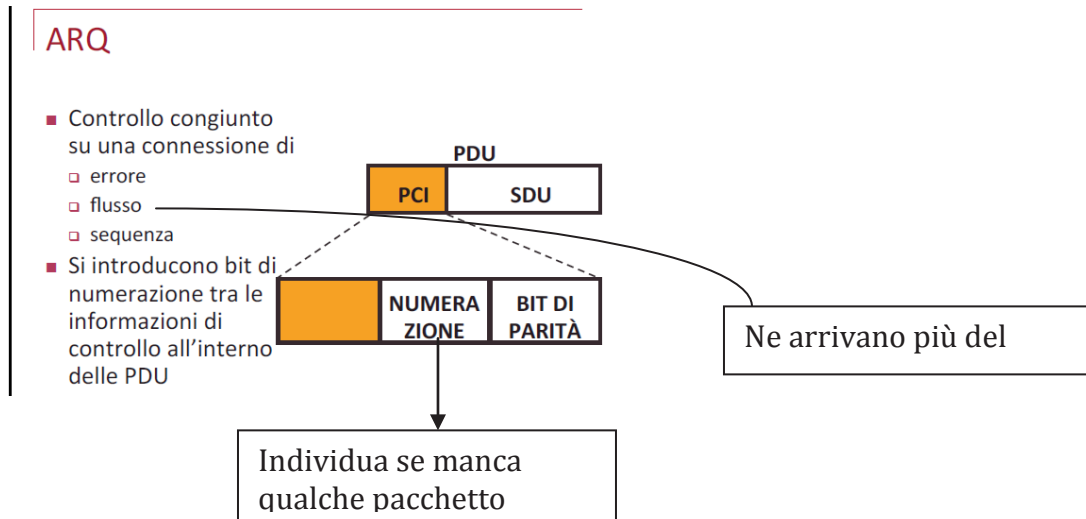 ARQ
Controllo congiunto
su una connessione di
errore
flusso
sequenza
Si introducono bit di
numerazione tra le
informazioni di
controllo all'interno
delle PDU
PDU
PCI SDU
NUMERA
ZIONE
BIT DI
PARITÀ
Ne arrivano più del
Individua se manca
qualche pacchetto